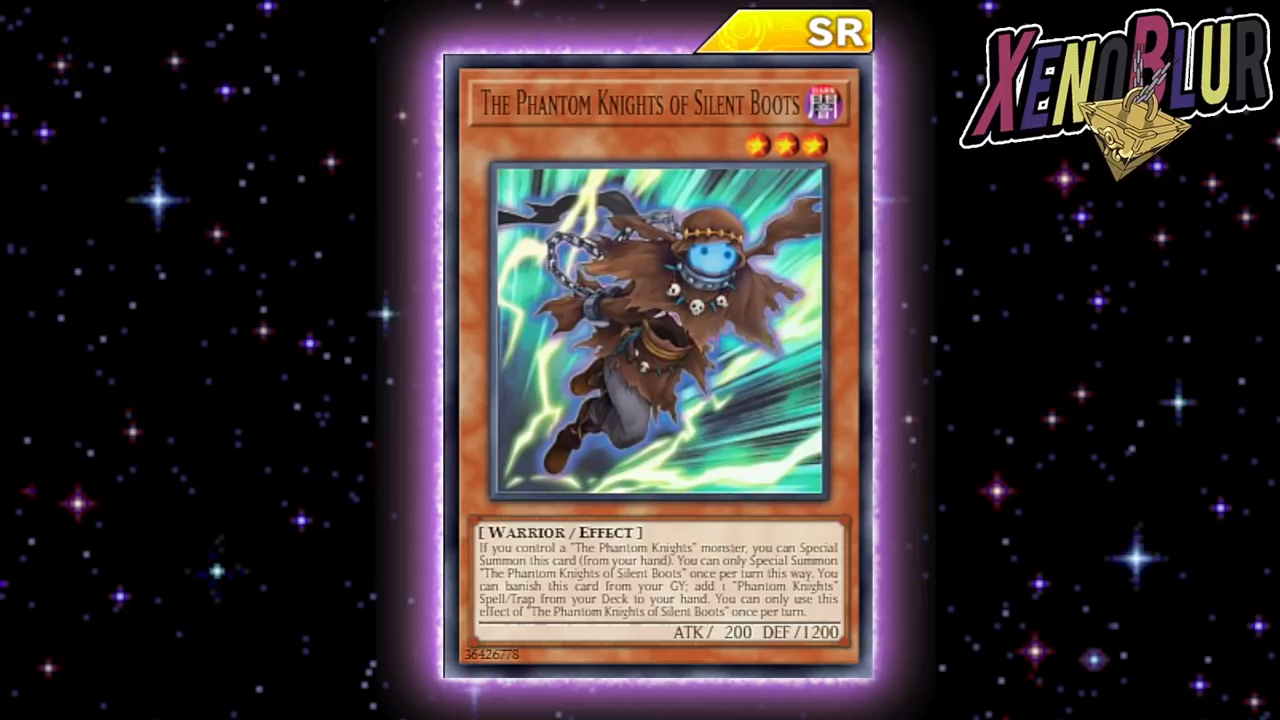 SR
XENOBLUR
THE PHANTOM KNIGHTS OF SILENT BOOTS
DARK
闇
[ WARRIOR / EFFECT ]
If you control a "The Phantom Knights" monster, you can Special
Summon this card (from your hand). You can only Special Summon
"The Phantom Knights of Silent Boots" once per turn this way. You
can banish this card from your GY; add 1 "Phantom Knights"
Spell/Trap from your Deck to your hand. You can only use this
effect of "The Phantom Knights of Silent Boots" once per turn.
ATK/ 200 DEF/1200
36426778